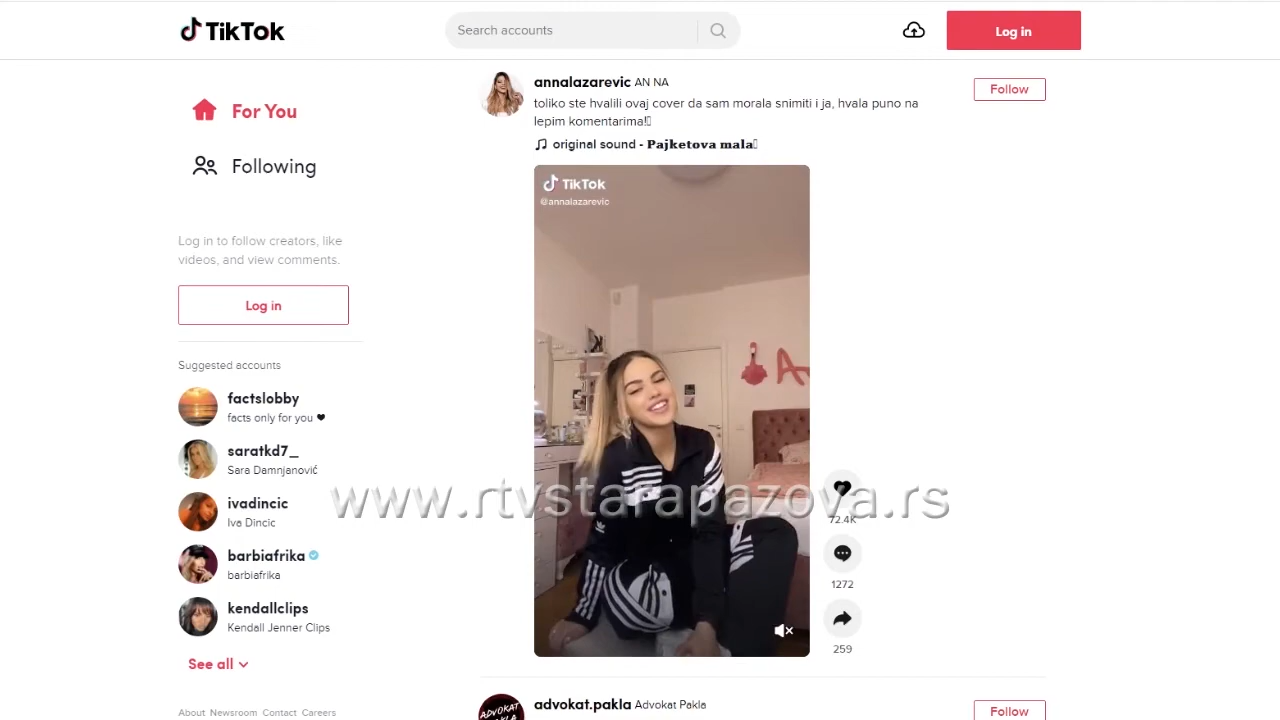 TikTok
Search accounts
Log in
For You
Following
Log in to follow creators, like
videos, and view comments.
Log in
Suggested accounts
factslobby
facts only for you
saratkd7_
Sara Damnjanović
ivadincic
Iva Dincic
barbiafrika
barbiafrika
kendallclips
Kendall Jenner Clips
See all
About Newsroom Contact Careers
annalazarevic AN NA
Follow
toliko ste hvalili ovaj cover da sam morala snimiti i ja, hvala puno na
lepim komentarima!
original sound - Pajketova mala
TikTok
@annalazarevic
www.rtvstarapazova.rs
72.4K
1272
259
advokat.pakla Advokat Pakla
Follow
ADVOKAT
PAKLA